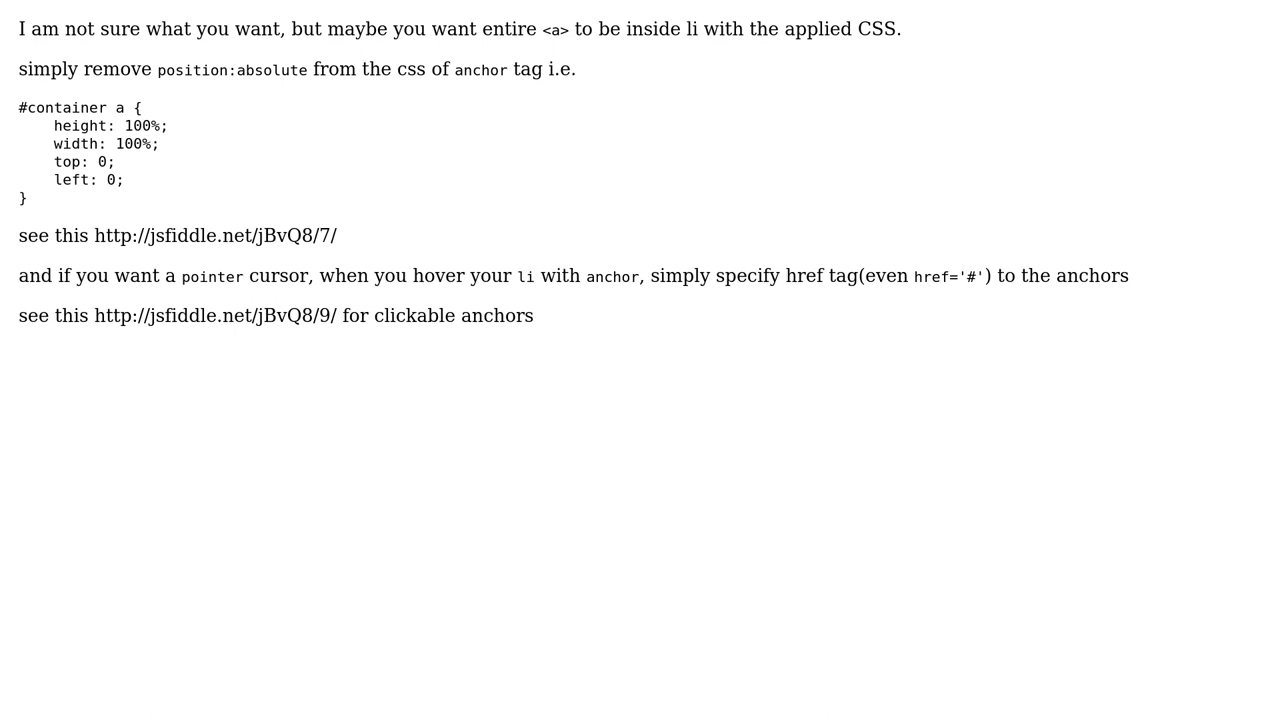 I am not sure what you want, but maybe you want entire <a> to be inside li with the applied CSS.
simply remove position:absolute from the css of anchor tag i.e.
#container a {
    height: 100%;
    width: 100%;
    top: 0;
    left: 0;
}
see this http://jsfiddle.net/jBvQ8/7/
and if you want a pointer cursor, when you hover your li with anchor, simply specify href tag(even href='#') to the anchors
see this http://jsfiddle.net/jBvQ8/9/ for clickable anchors